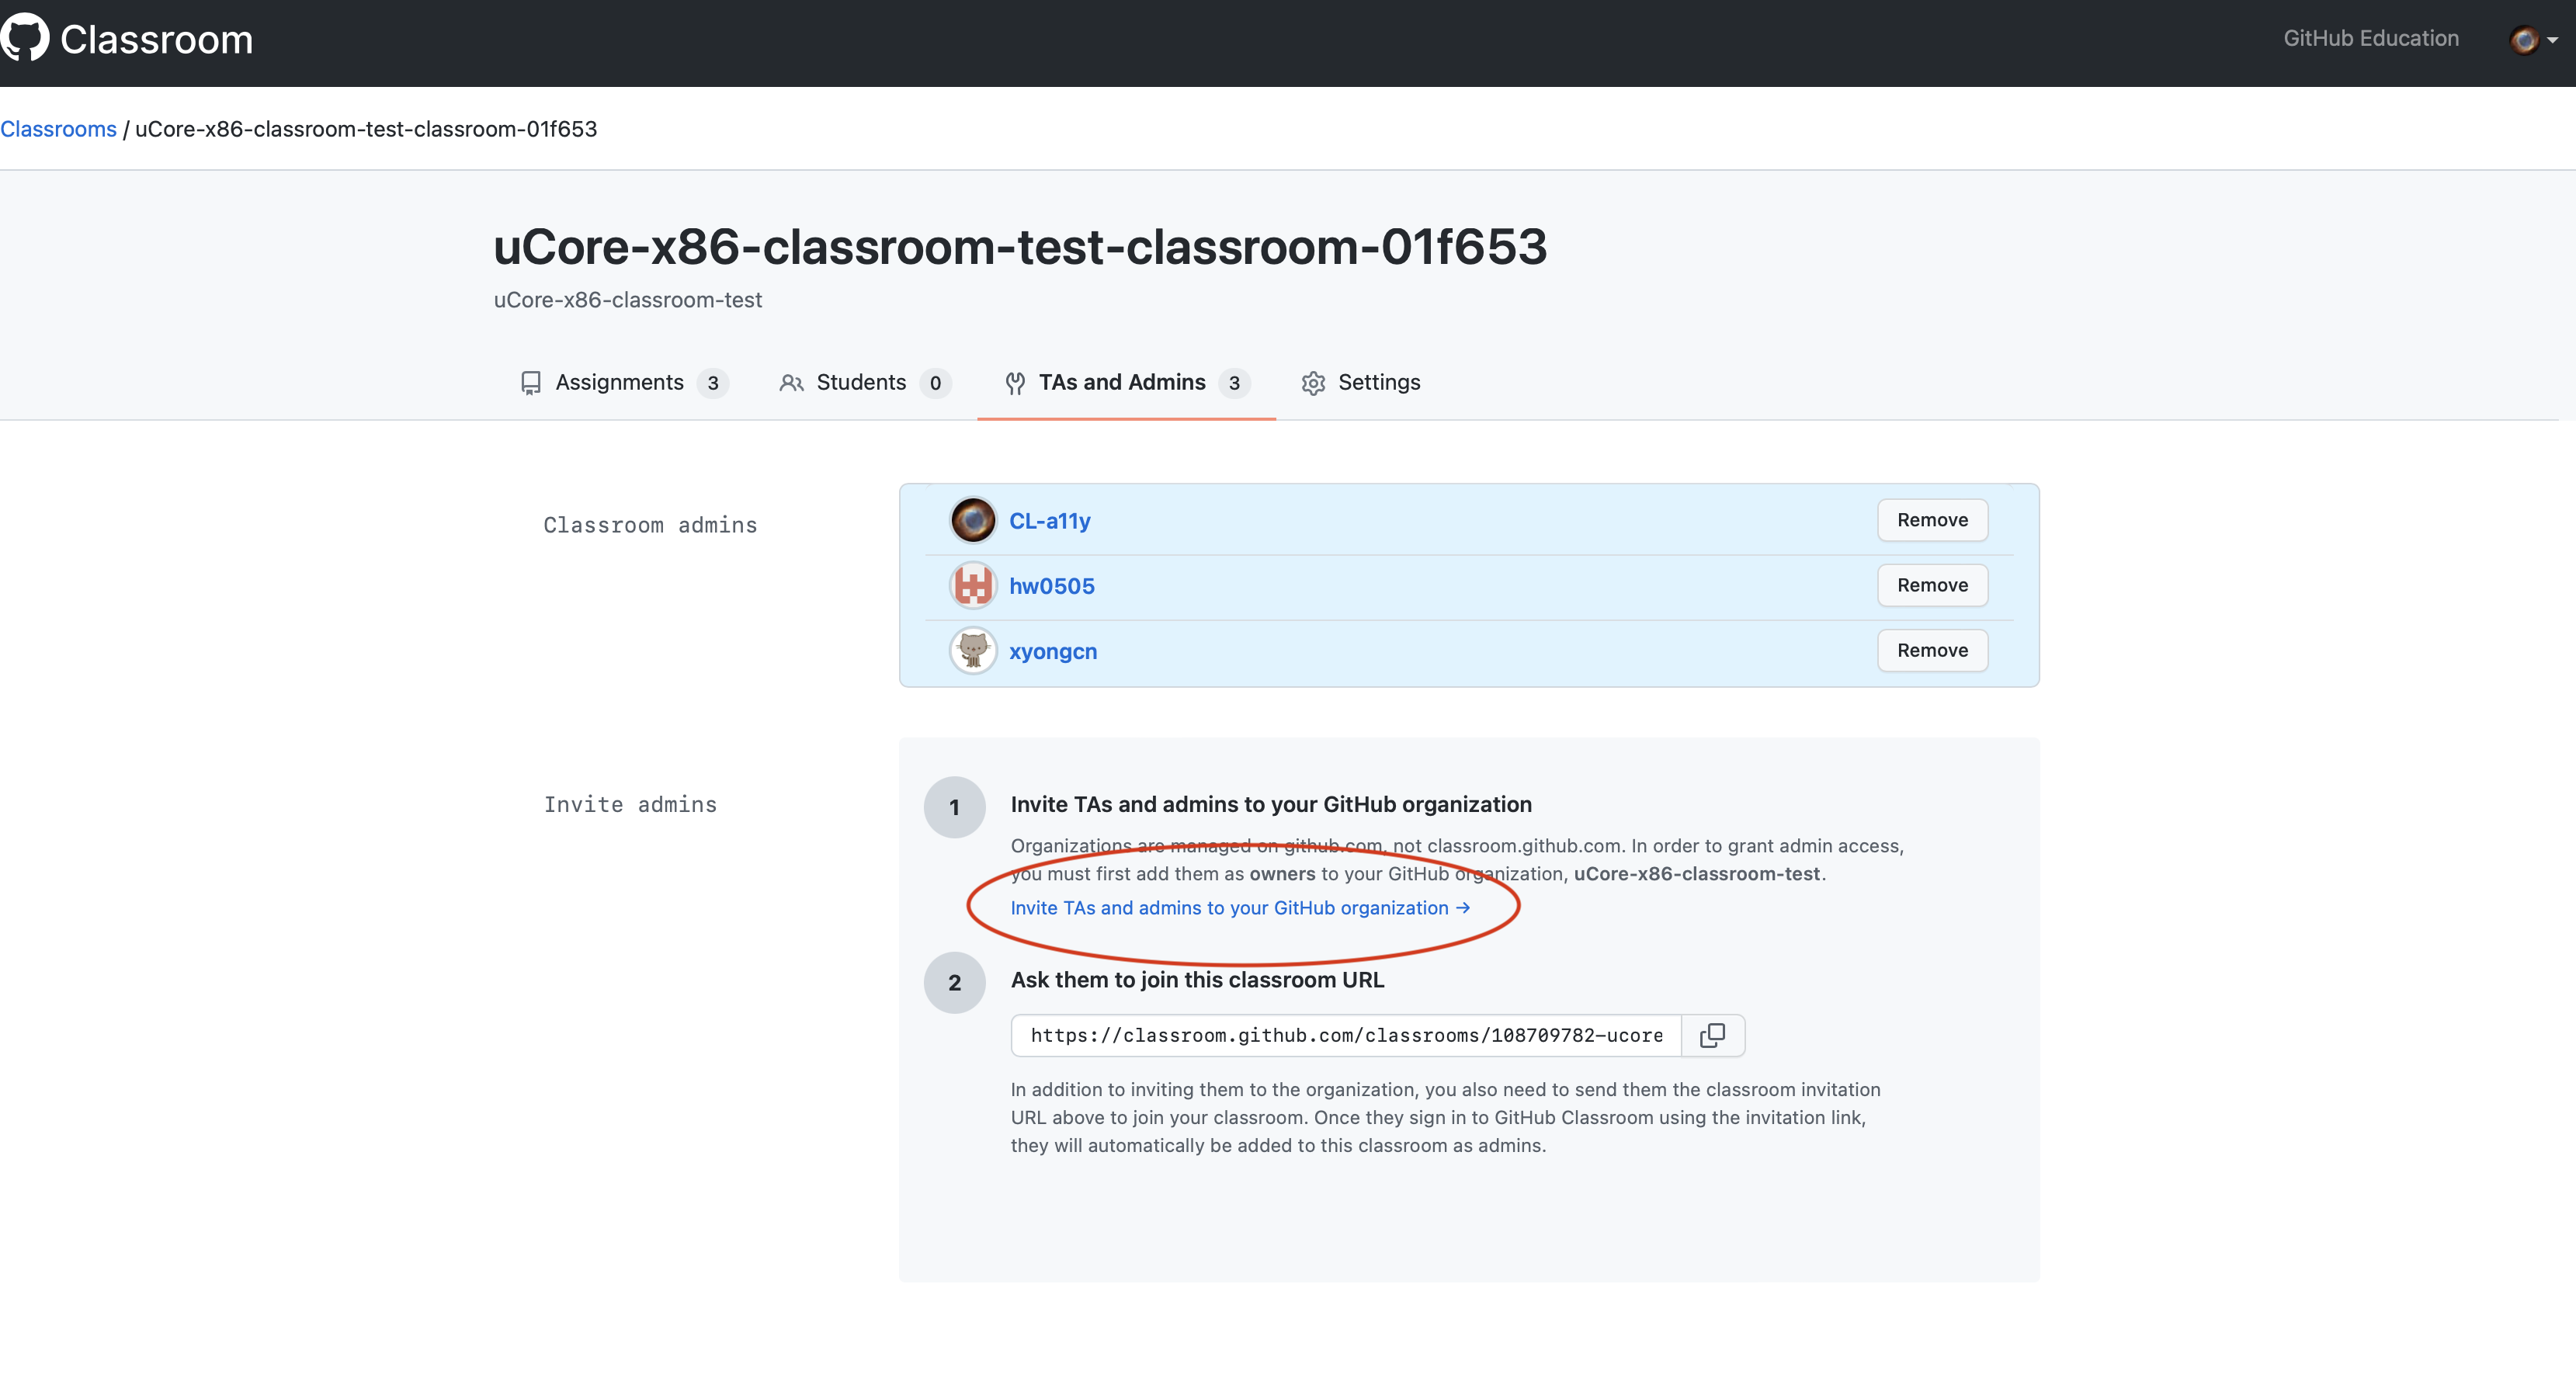 Classroom
GitHub Education
Classrooms / uCore-x86-classroom-test-classroom-01f653
uCore-x86-classroom-test-classroom-01f653
uCore-x86-classroom-test
Assignments 3 Students 0 TAs and Admins 3 Settings
Classroom admins
CL-a11y Remove
hw0505 Remove
xyongcn Remove
Invite admins
1 Invite TAs and admins to your GitHub organization
Organizations are managed on github.com, not classroom.github.com. In order to grant admin access,
you must first add them as owners to your GitHub organization, uCore-x86-classroom-test.
Invite TAs and admins to your GitHub organization →
2 Ask them to join this classroom URL
https://classroom.github.com/classrooms/108709782-ucore
In addition to inviting them to the organization, you also need to send them the classroom invitation
URL above to join your classroom. Once they sign in to GitHub Classroom using the invitation link,
they will automatically be added to this classroom as admins.